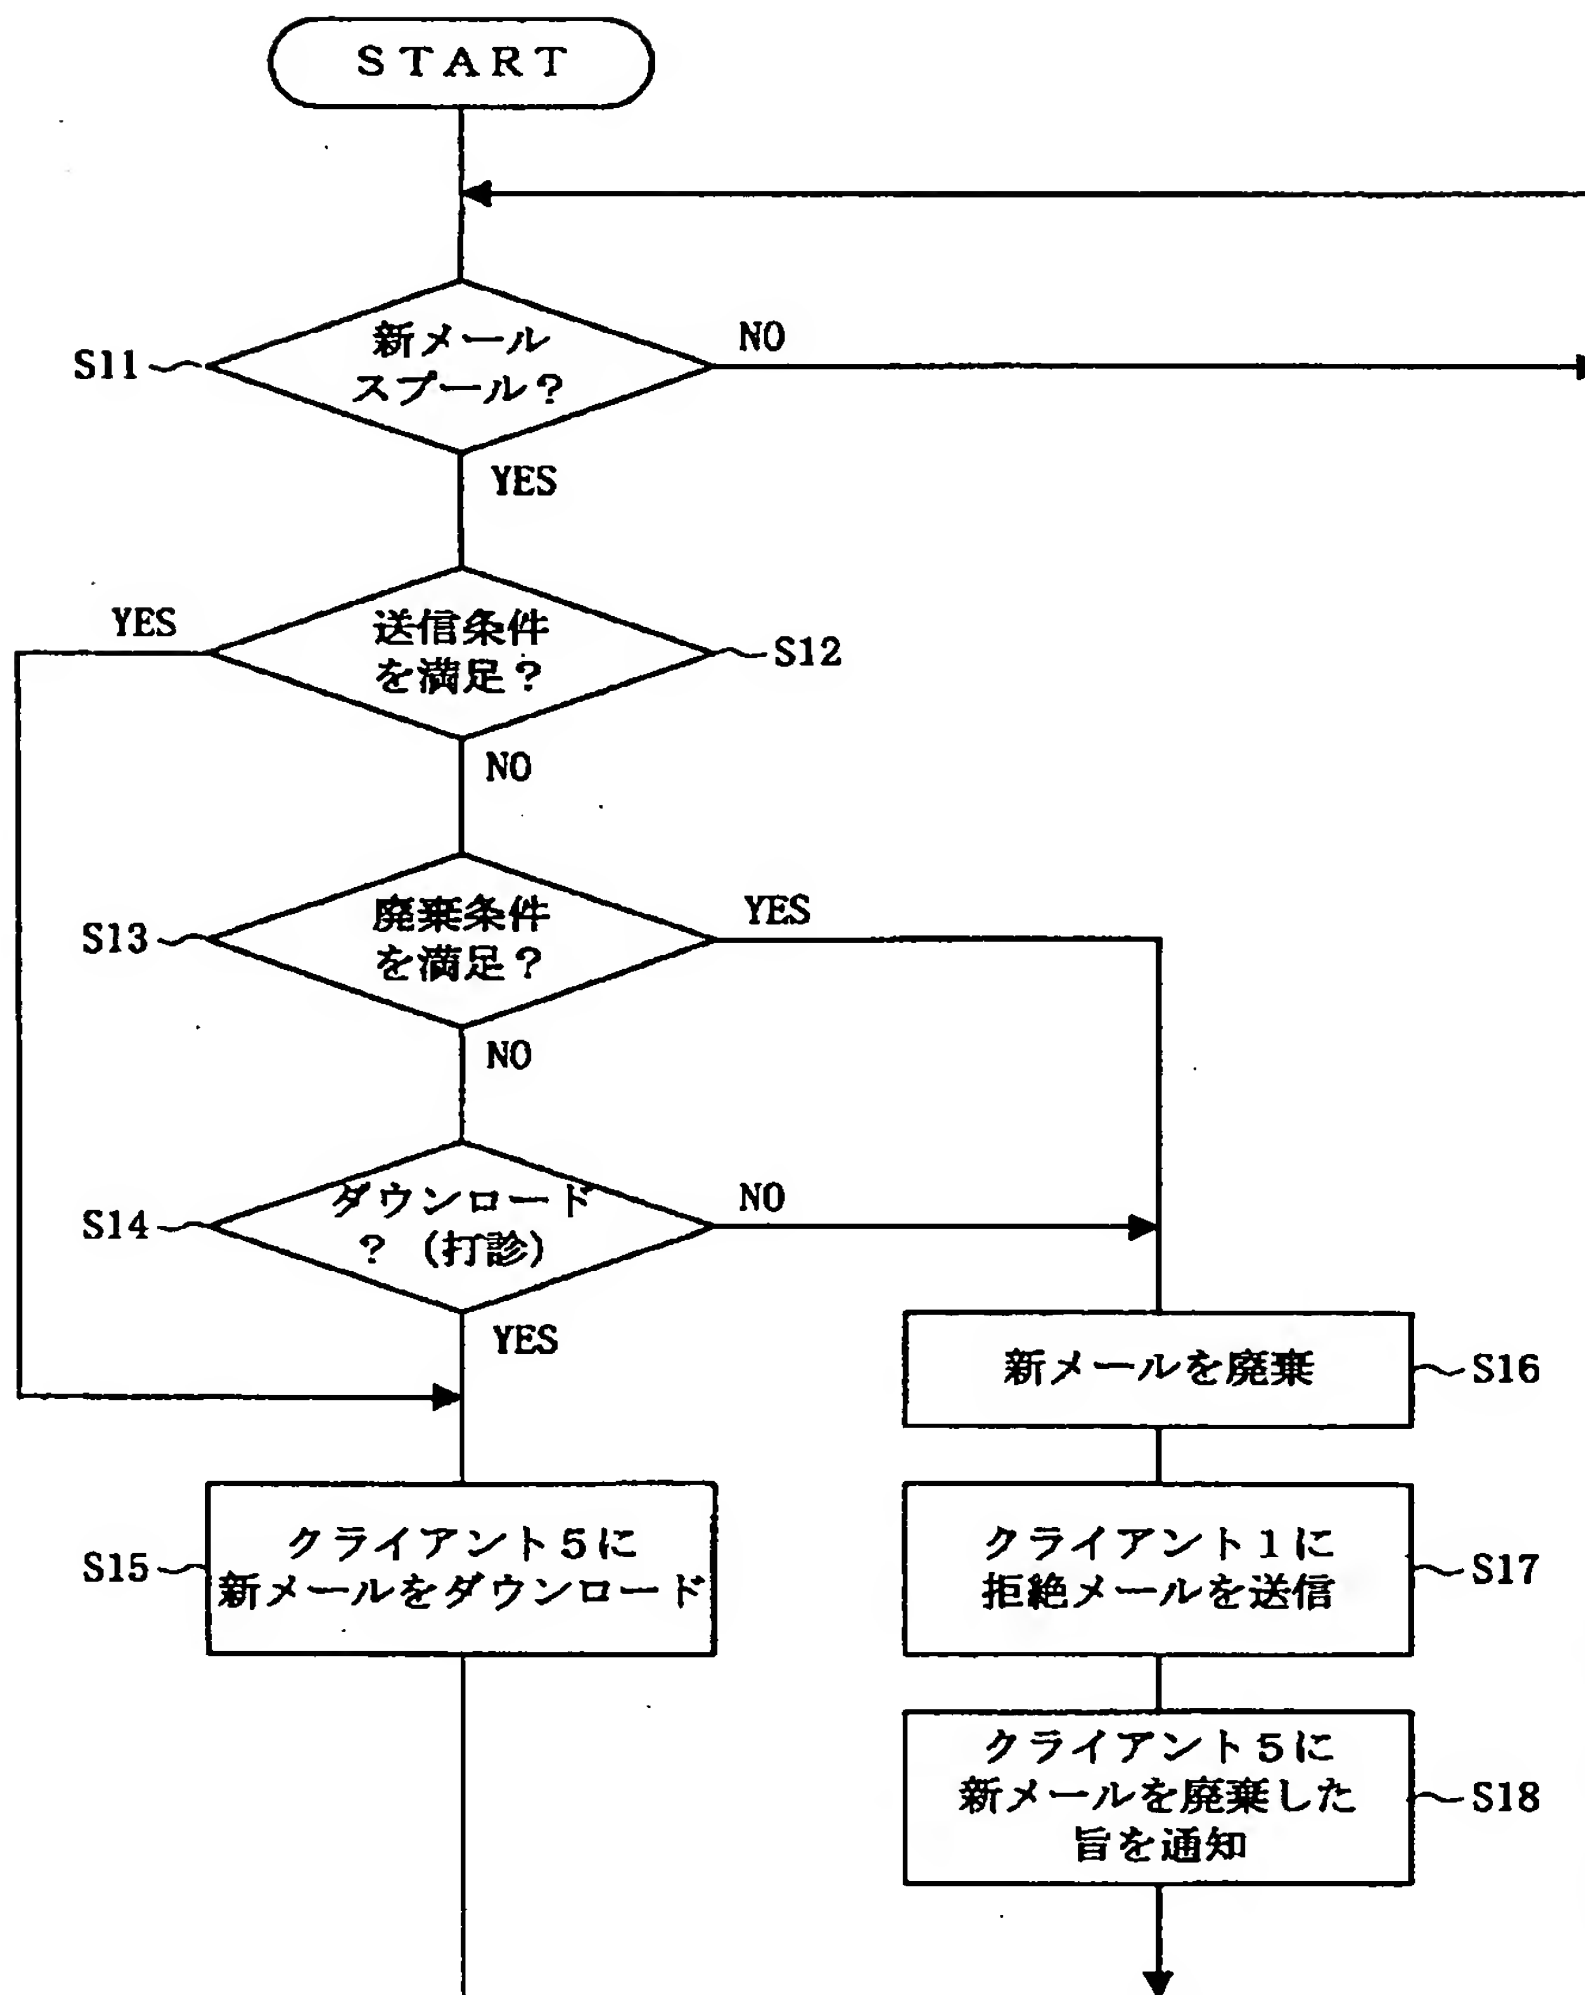 START
新メール
スプール？
S11
NO
YES
送信条件
を満足？
YES
S12
NO
廃棄条件
を満足？
S13
YES
NO
ダウンロード
？（打診）
S14
NO
YES
新メールを廃棄
S16
クライアント５に
新メールをダウンロード
S15
クライアント１に
拒絶メールを送信
S17
クライアント５に
新メールを廃棄した
旨を通知
S18